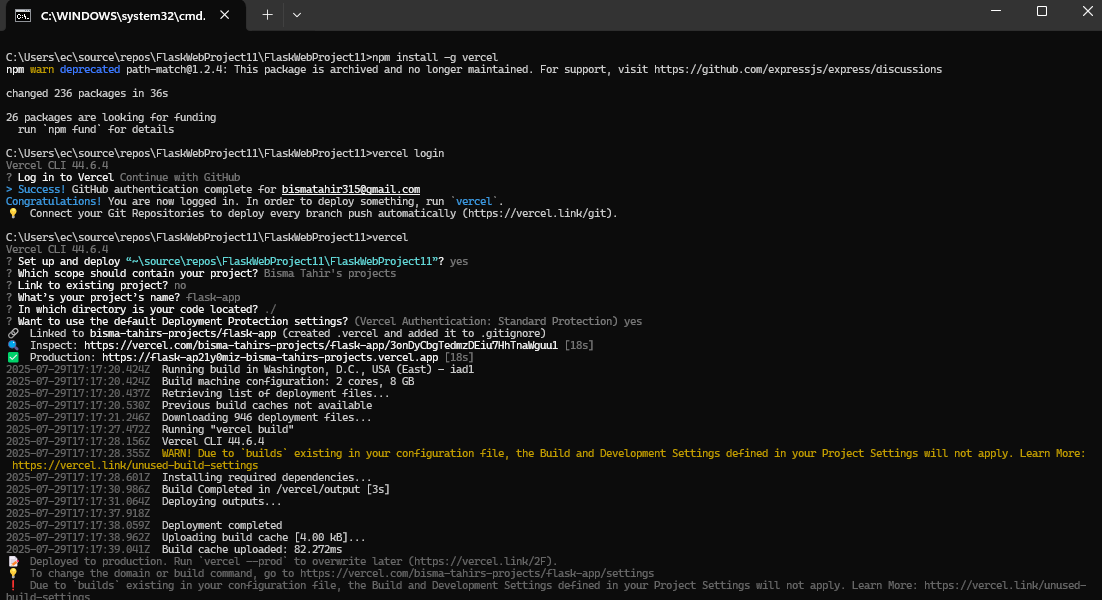 C:\WINDOWS\system32\cmd.
C:\Users\ec\source\repos\FlaskWebProject11\FlaskWebProject11>npm install -g vercel
npm warn deprecated path-match@1.2.4: This package is archived and no longer maintained. For support, visit https://github.com/expressjs/express/discussions
changed 236 packages in 36s
26 packages are looking for funding
run `npm fund` for details
C:\Users\ec\source\repos\FlaskWebProject11\FlaskWebProject11>vercel login
Vercel CLI 44.6.4
? Log in to Vercel Continue with GitHub
> Success! GitHub authentication complete for bismatahir315@gmail.com
Congratulations! You are now logged in. In order to deploy something, run `vercel`.
💡 Connect your Git Repositories to deploy every branch push automatically (https://vercel.link/git).
C:\Users\ec\source\repos\FlaskWebProject11\FlaskWebProject11>vercel
Vercel CLI 44.6.4
? Set up and deploy “~\source\repos\FlaskWebProject11\FlaskWebProject11”? yes
? Which scope should contain your project? Bisma Tahir's projects
? Link to existing project? no
? What’s your project’s name? flask-app
? In which directory is your code located? ./
? Want to use the default Deployment Protection settings? (Vercel Authentication: Standard Protection) yes
🔗 Linked to bisma-tahirs-projects/flask-app (created .vercel and added it to .gitignore)
🔍 Inspect: https://vercel.com/bisma-tahirs-projects/flask-app/3onDyCbgTedmzDEiu7HhTnaWguu1 [18s]
✅ Production: https://flask-ap21y0miz-bisma-tahirs-projects.vercel.app [18s]
2025-07-29T17:17:20.424Z Running build in Washington, D.C., USA (East) – iad1
2025-07-29T17:17:20.424Z Build machine configuration: 2 cores, 8 GB
2025-07-29T17:17:20.437Z Retrieving list of deployment files...
2025-07-29T17:17:20.530Z Previous build caches not available
2025-07-29T17:17:21.246Z Downloading 946 deployment files...
2025-07-29T17:17:27.472Z Running "vercel build"
2025-07-29T17:17:28.156Z Vercel CLI 44.6.4
2025-07-29T17:17:28.355Z WARN! Due to `builds` existing in your configuration file, the Build and Development Settings defined in your Project Settings will not apply. Learn More:
https://vercel.link/unused-build-settings
2025-07-29T17:17:28.601Z Installing required dependencies...
2025-07-29T17:17:30.986Z Build Completed in /vercel/output [3s]
2025-07-29T17:17:31.064Z Deploying outputs...
2025-07-29T17:17:37.918Z
2025-07-29T17:17:38.059Z Deployment completed
2025-07-29T17:17:38.962Z Uploading build cache [4.00 kB]...
2025-07-29T17:17:39.041Z Build cache uploaded: 82.272ms
📝 Deployed to production. Run `vercel --prod` to overwrite later (https://vercel.link/2F).
💡 To change the domain or build command, go to https://vercel.com/bisma-tahirs-projects/flask-app/settings
❗ Due to `builds` existing in your configuration file, the Build and Development Settings defined in your Project Settings will not apply. Learn More: https://vercel.link/unused-
build-settings